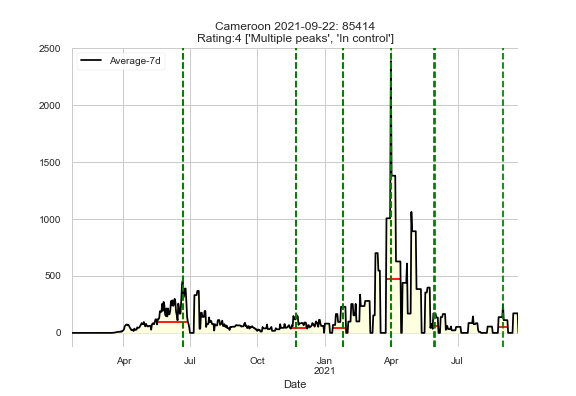 Cameroon 2021-09-22: 85414
Rating:4 ['Multiple peaks', 'In control']
Average-7d
2500
2000
1500
1000
500
0
Apr Jul Oct Jan Apr Jul
2021
Date